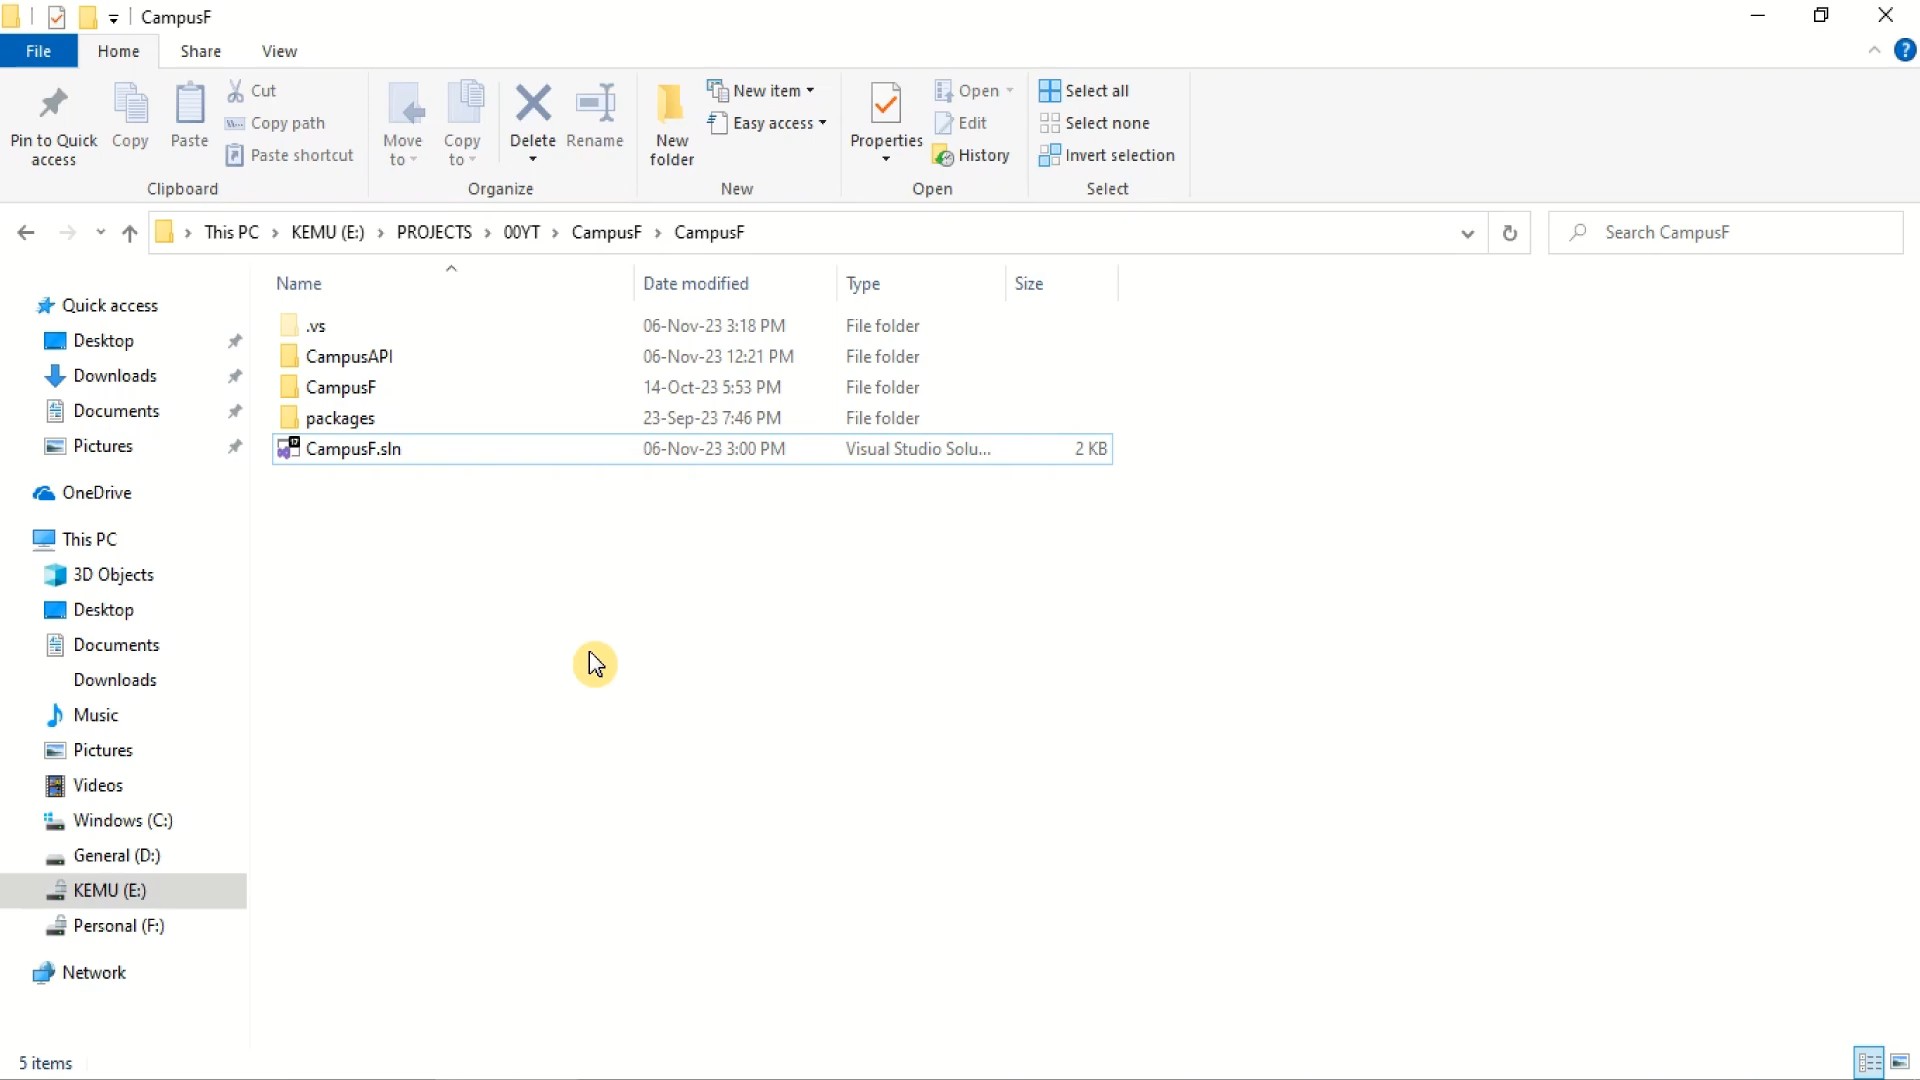 CampusF
File Home Share View
Pin to Quick access
Copy
Paste
Cut
Copy path
Paste shortcut
Clipboard
Move to
Copy to
Delete
Rename
Organize
New folder
New item
Easy access
New
Properties
Open
Edit
History
Open
Select all
Select none
Invert selection
Select
This PC > KEMU (E:) > PROJECTS > 00YT > CampusF > CampusF
Search CampusF
Name Date modified Type Size
.vs 06-Nov-23 3:18 PM File folder
CampusAPI 06-Nov-23 12:21 PM File folder
CampusF 14-Oct-23 5:53 PM File folder
packages 23-Sep-23 7:46 PM File folder
CampusF.sln 06-Nov-23 3:00 PM Visual Studio Solu... 2 KB
Quick access
Desktop
Downloads
Documents
Pictures
OneDrive
This PC
3D Objects
Desktop
Documents
Downloads
Music
Pictures
Videos
Windows (C:)
General (D:)
KEMU (E:)
Personal (F:)
Network
5 items